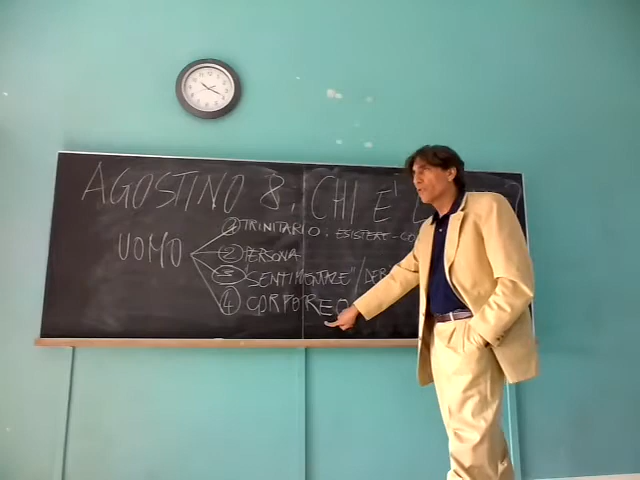 AGOSTINO 8: CHI È
UOMO
① TRINITARIO: ESISTERE-CO
② PERSONA
③ "SENTIMENTALE"/
④ CORPOREO